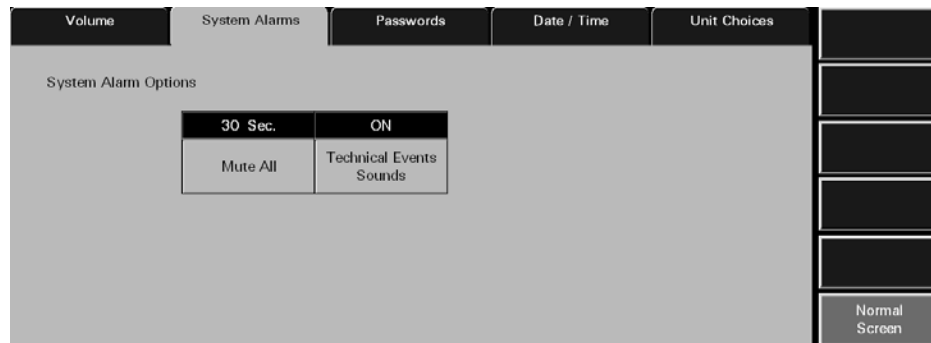 Volume
System Alarms
Passwords
Date / Time
Unit Choices
System Alarm Options
30 Sec.
ON
Mute All
Technical Events
Sounds
Normal
Screen